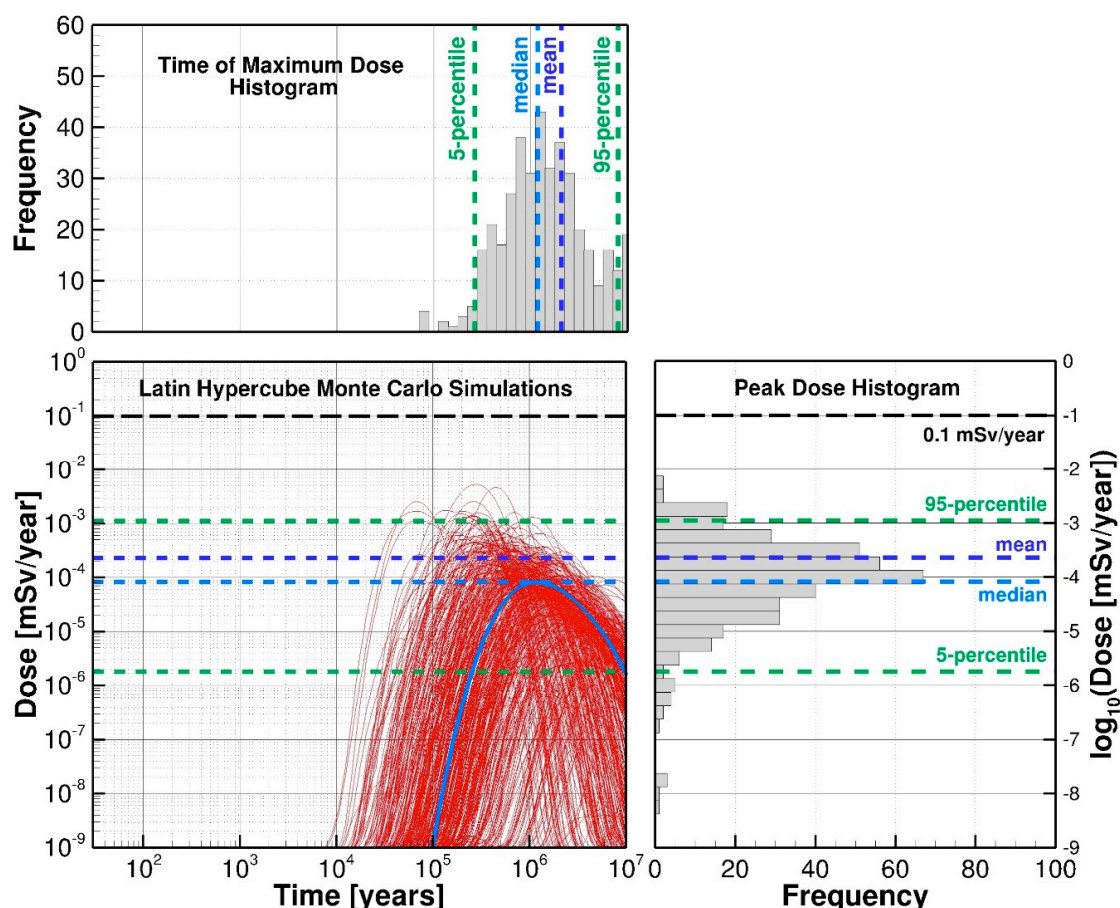 60
50
40
30
20
10
0
Frequency
Time of Maximum Dose
Histogram
5-percentile
median
mean
95-percentile
10^0
10^-1
10^-2
10^-3
10^-4
10^-5
10^-6
10^-7
10^-8
10^-9
Dose [mSv/year]
Latin Hypercube Monte Carlo Simulations
10^2
10^3
10^4
10^5
10^6
10^7
Time [years]
Peak Dose Histogram
0.1 mSv/year
95-percentile
mean
median
5-percentile
0
-1
-2
-3
-4
-5
-6
-7
-8
-9
log10(Dose [mSv/year])
0
20
40
60
80
100
Frequency